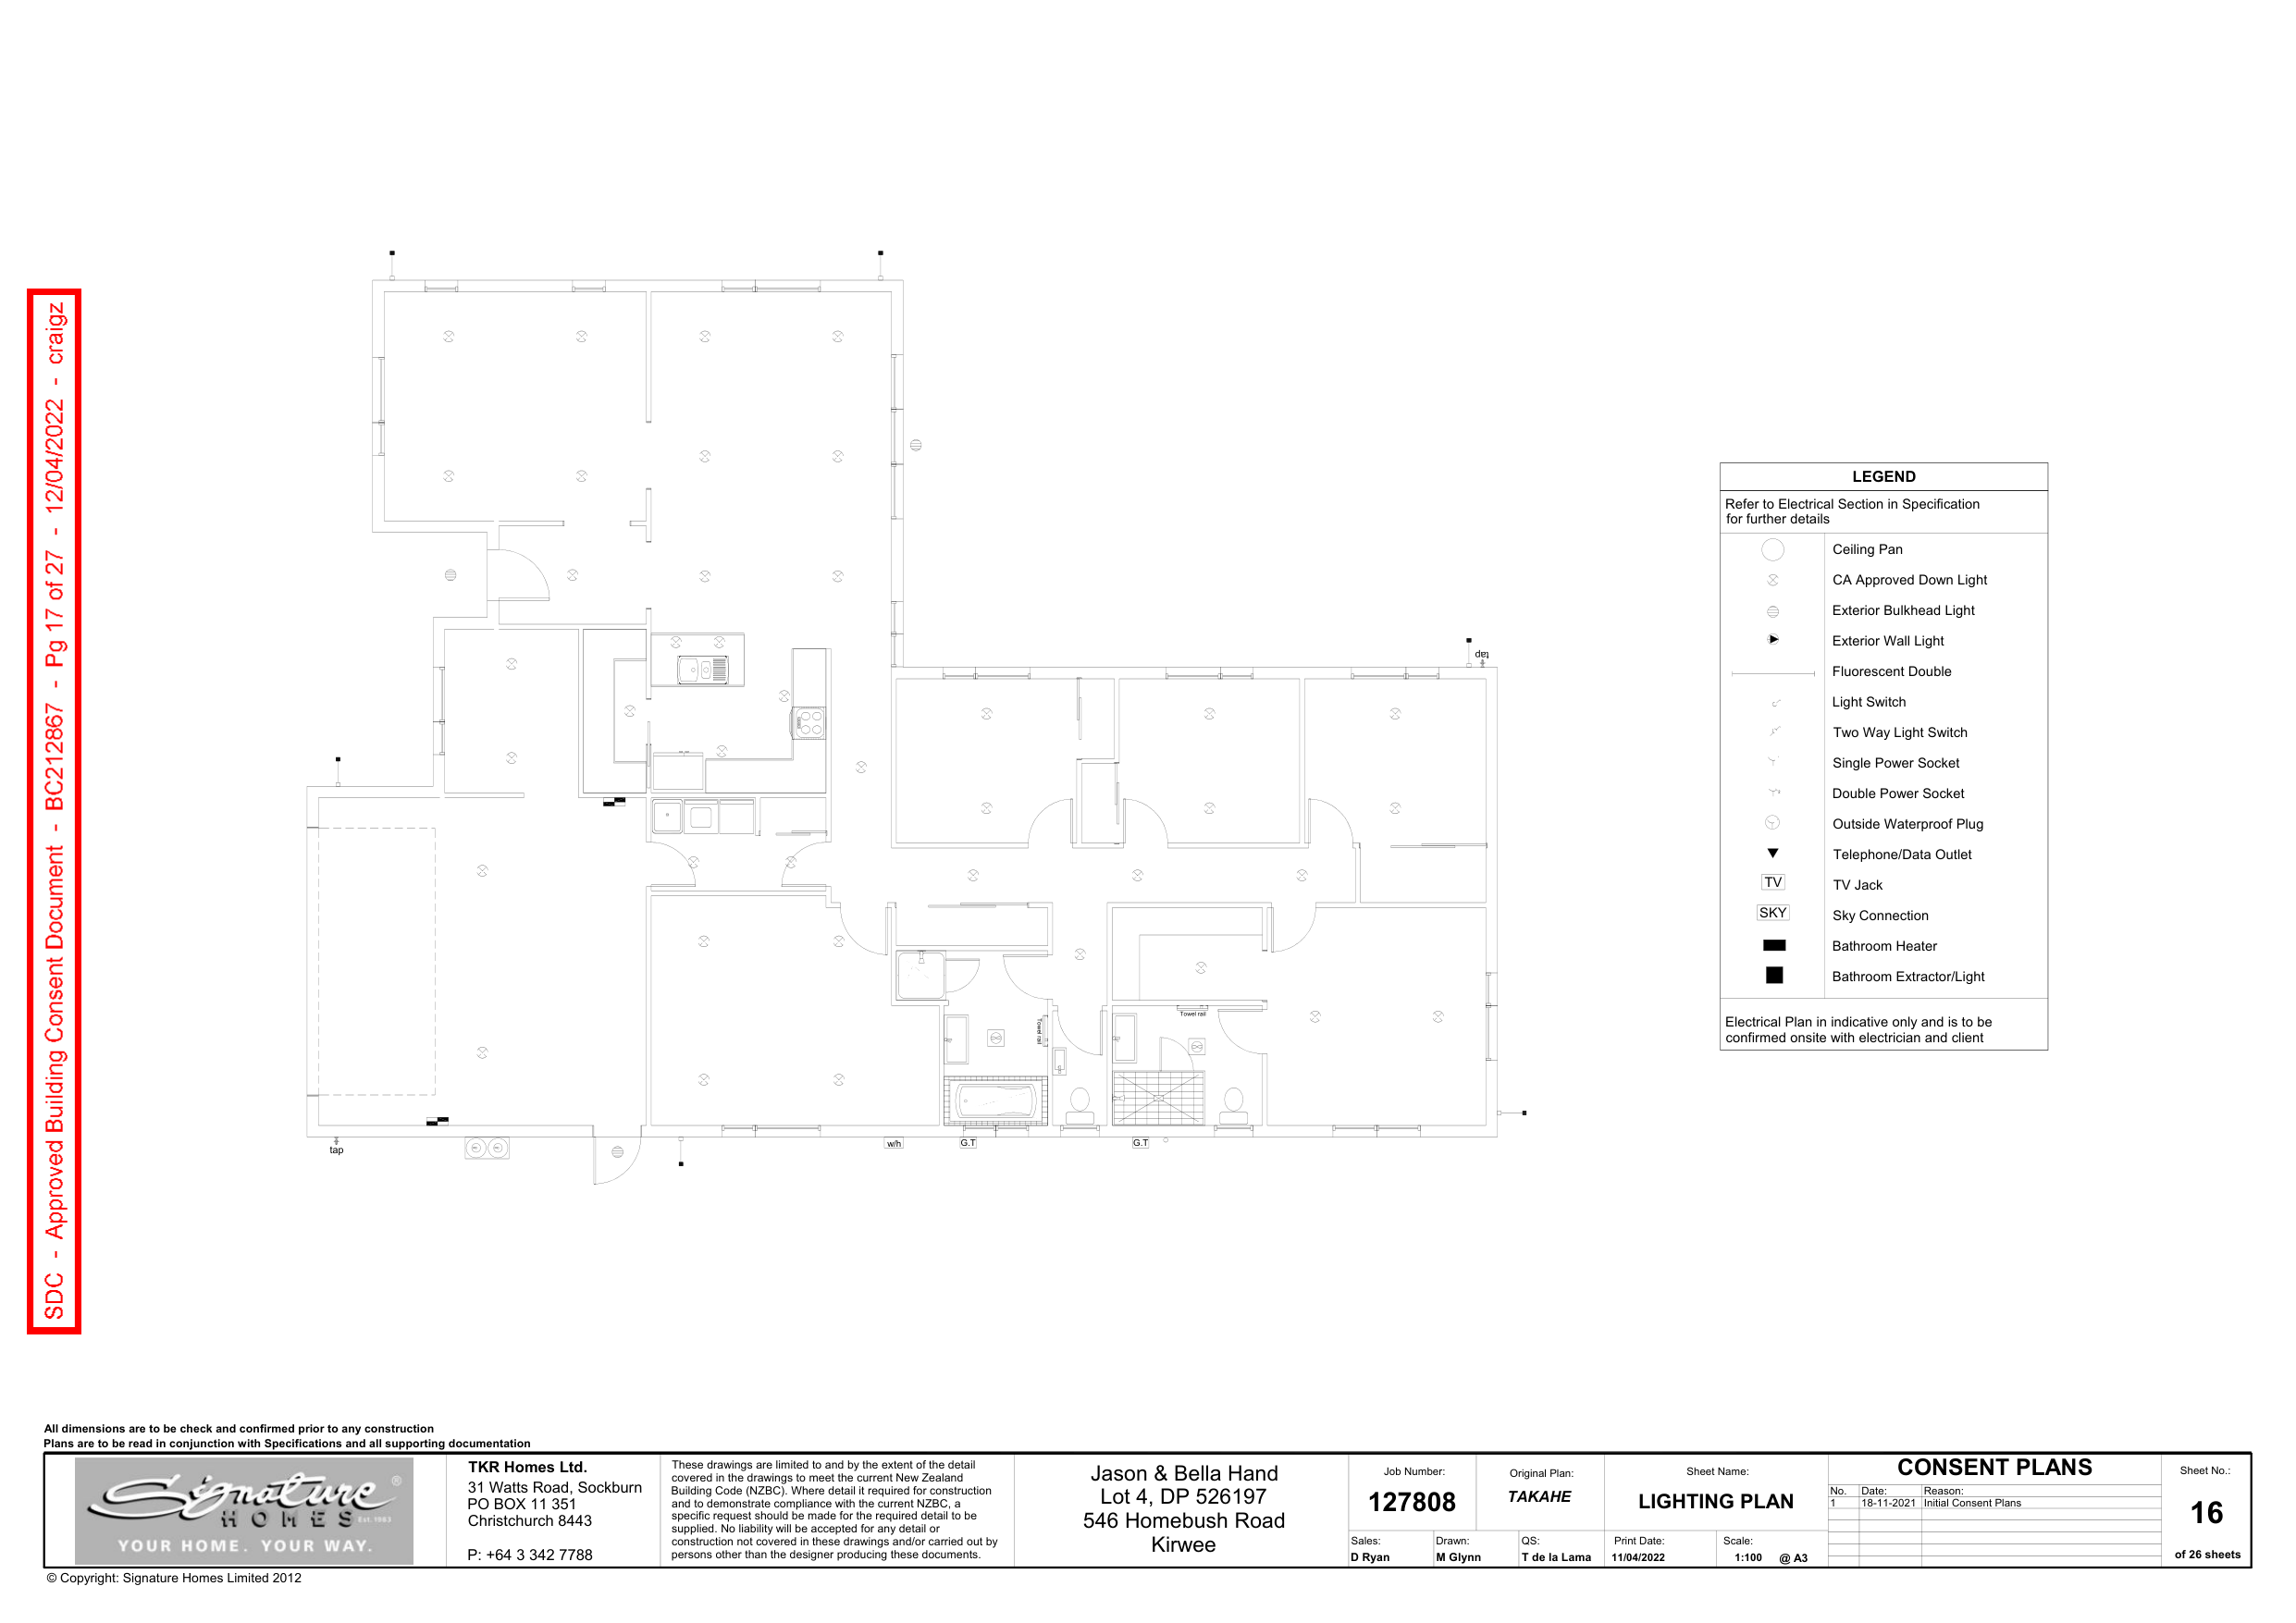 SDC - Approved Building Consent Document - BC212867 - Pg 17 of 27 - 12/04/2022 - craigz
tap
Towel rail
Towel rail
tap
w/h
G.T
G.T
LEGEND
Refer to Electrical Section in Specification
for further details
Ceiling Pan
CA Approved Down Light
Exterior Bulkhead Light
Exterior Wall Light
Fluorescent Double
Light Switch
Two Way Light Switch
Single Power Socket
Double Power Socket
Outside Waterproof Plug
Telephone/Data Outlet
TV
TV Jack
SKY
Sky Connection
Bathroom Heater
Bathroom Extractor/Light
Electrical Plan in indicative only and is to be
confirmed onsite with electrician and client
All dimensions are to be check and confirmed prior to any construction
Plans are to be read in conjunction with Specifications and all supporting documentation
Signature ®
HOMES Est. 1983
YOUR HOME. YOUR WAY.
TKR Homes Ltd.
31 Watts Road, Sockburn
PO BOX 11 351
Christchurch 8443
P: +64 3 342 7788
These drawings are limited to and by the extent of the detail
covered in the drawings to meet the current New Zealand
Building Code (NZBC). Where detail it required for construction
and to demonstrate compliance with the current NZBC, a
specific request should be made for the required detail to be
supplied. No liability will be accepted for any detail or
construction not covered in these drawings and/or carried out by
persons other than the designer producing these documents.
Jason & Bella Hand
Lot 4, DP 526197
546 Homebush Road
Kirwee
Job Number:
127808
Original Plan:
TAKAHE
Sales:
D Ryan
Drawn:
M Glynn
QS:
T de la Lama
Sheet Name:
LIGHTING PLAN
Print Date:
11/04/2022
Scale:
1:100 @ A3
CONSENT PLANS
No. Date: Reason:
1 18-11-2021 Initial Consent Plans
Sheet No.:
16
of 26 sheets
© Copyright: Signature Homes Limited 2012